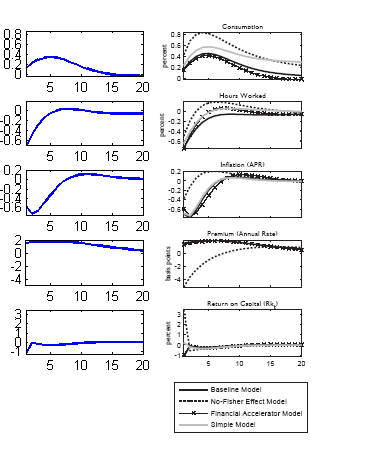 Consumption
0.8
0.6
0.4
0.2
0
5 10 15 20
percent
0.8
0.6
0.4
0.2
0
5 10 15 20
Hours Worked
0
-0.2
-0.4
-0.6
5 10 15 20
percent
0
-0.2
-0.4
-0.6
5 10 15 20
Inflation (APR)
0.2
0
-0.2
-0.4
-0.6
5 10 15 20
0.2
0
-0.2
-0.4
-0.6
5 10 15 20
Premium (Annual Rate)
2
0
-2
-4
5 10 15 20
basis points
2
0
-2
-4
5 10 15 20
Return on Capital (Rk,)
3
2
1
0
-1
5 10 15 20
percent
3
2
1
0
-1
5 10 15 20
Baseline Model
No-Fisher Effect Model
Financial Accelerator Model
Simple Model